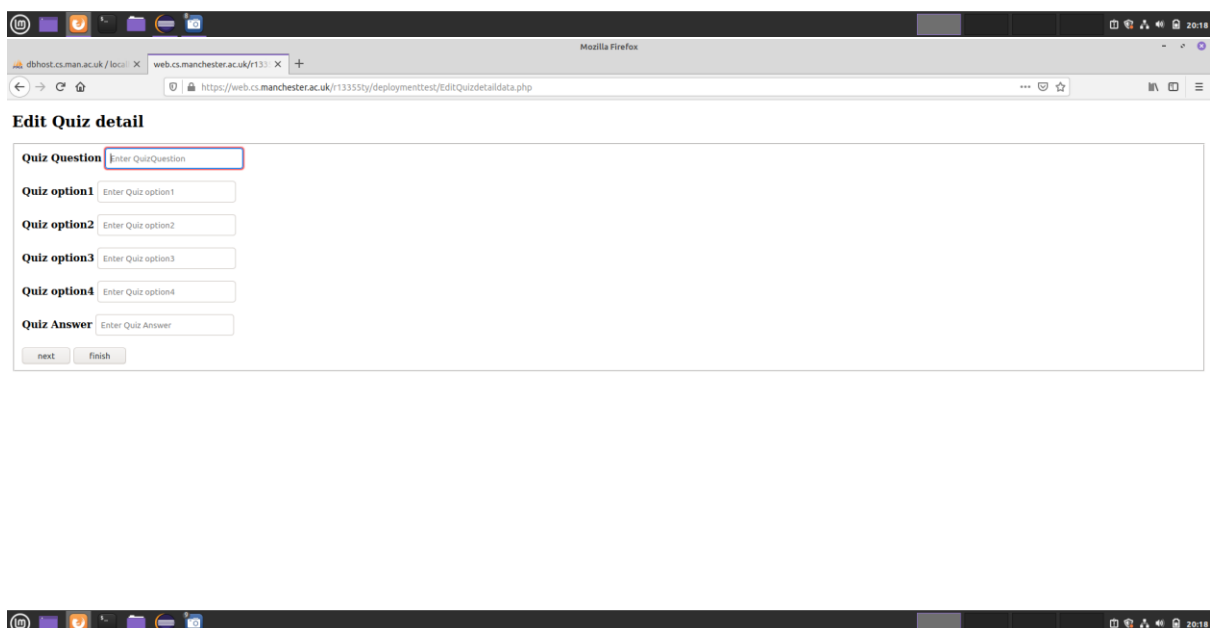 20:18
Mozilla Firefox
dbhost.cs.man.ac.uk / local
web.cs.manchester.ac.uk/r133
https://web.cs.manchester.ac.uk/r13355ty/deploymenttest/EditQuizdetaildata.php
Edit Quiz detail
Quiz Question Enter QuizQuestion
Quiz option1 Enter Quiz option1
Quiz option2 Enter Quiz option2
Quiz option3 Enter Quiz option3
Quiz option4 Enter Quiz option4
Quiz Answer Enter Quiz Answer
next finish
20:18